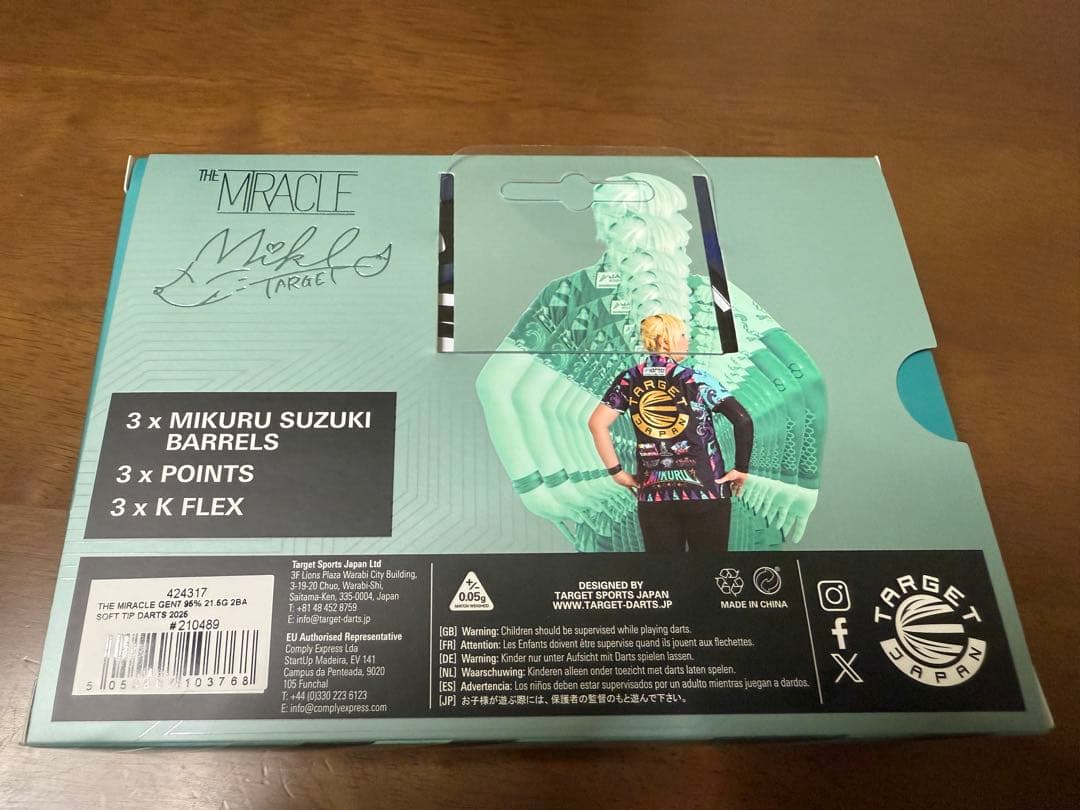 THE MIRACLE
Mikl
TARGET
3 x MIKURU SUZUKI
BARRELS
3 x POINTS
3 x K FLEX
TARGET
JAPAN
MIKURU
424317
THE MIRACLE GEN7 95% 21.5G 2BA
SOFT TIP DARTS 2025
#210489
103768
Target Sports Japan Ltd
3F Lions Plaza Warabi City Building,
3-19-20 Chuo, Warabi-Shi,
Saitama-Ken, 335-0004, Japan
T: +81 48 452 8759
E: info@target-darts.jp
EU Authorised Representative
Comply Express Lda
StartUp Madeira, EV 141
Campus da Penteada, 9020
105 Funchal
T: +44 (0)330 223 6123
E: info@complyexpress.com
+/-
0.05g
MATCH WEIGHED
DESIGNED BY
TARGET SPORTS JAPAN
WWW.TARGET-DARTS.JP
MADE IN CHINA
[GB] Warning: Children should be supervised while playing darts.
[FR] Attention: Les Enfants doivent être supervise quand ils jouent aux flechettes.
[DE] Warning: Kinder nur unter Aufsicht mit Darts spielen lassen.
[NL] Waarschuwing: Kinderen alleen onder toezicht met darts laten spelen.
[ES] Advertencia: Los niños deben estar supervisados por un adulto mientras juegan a dardos.
[JP] お子様が遊ぶ際には、保護者の監督のもと遊んで下さい。
TARGET
JAPAN